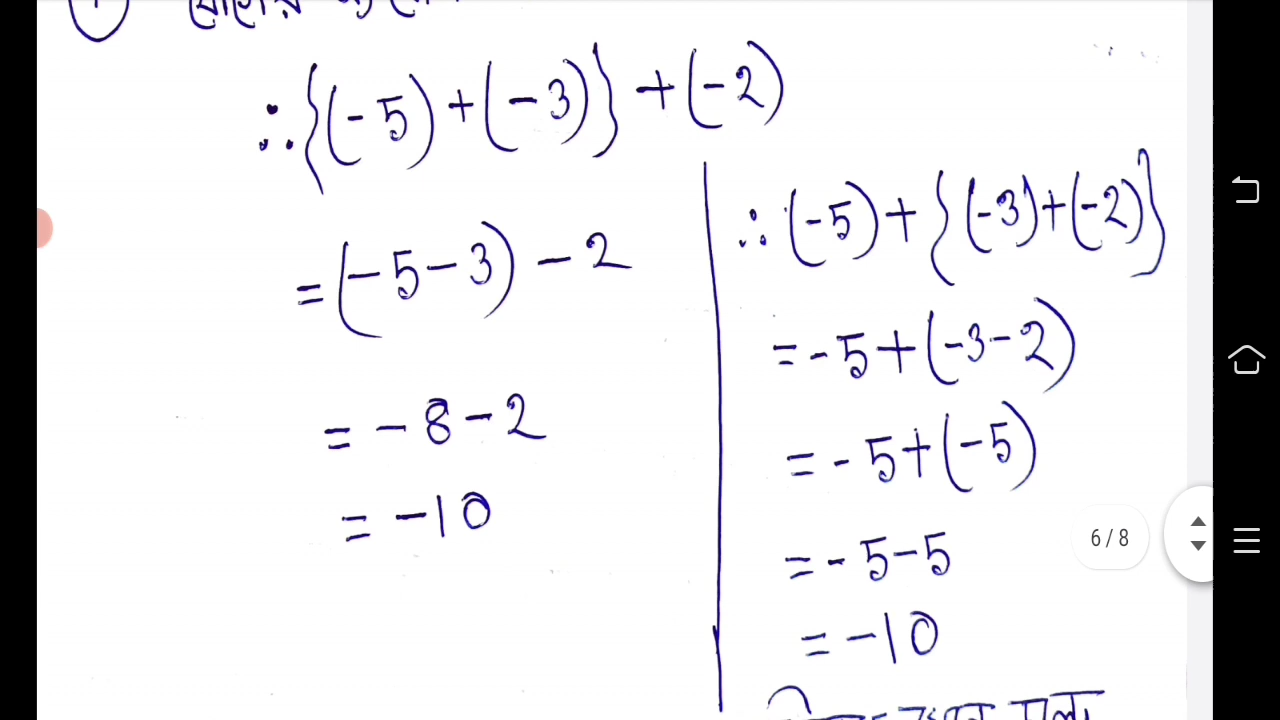 ∴ {(-5) + (-3)} + (-2)
= (-5-3) - 2
= -8-2
= -10
∴ (-5) + {(-3)+(-2)}
= -5+(-3-2)
= -5+(-5)
= -5-5
= -10
6/8